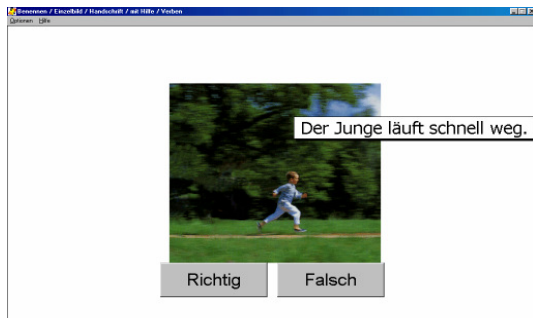 Benennen / Einzelbild / Handschrift / mit Hilfe / Verben
Optionen Hilfe
Der Junge läuft schnell weg.
Richtig Falsch